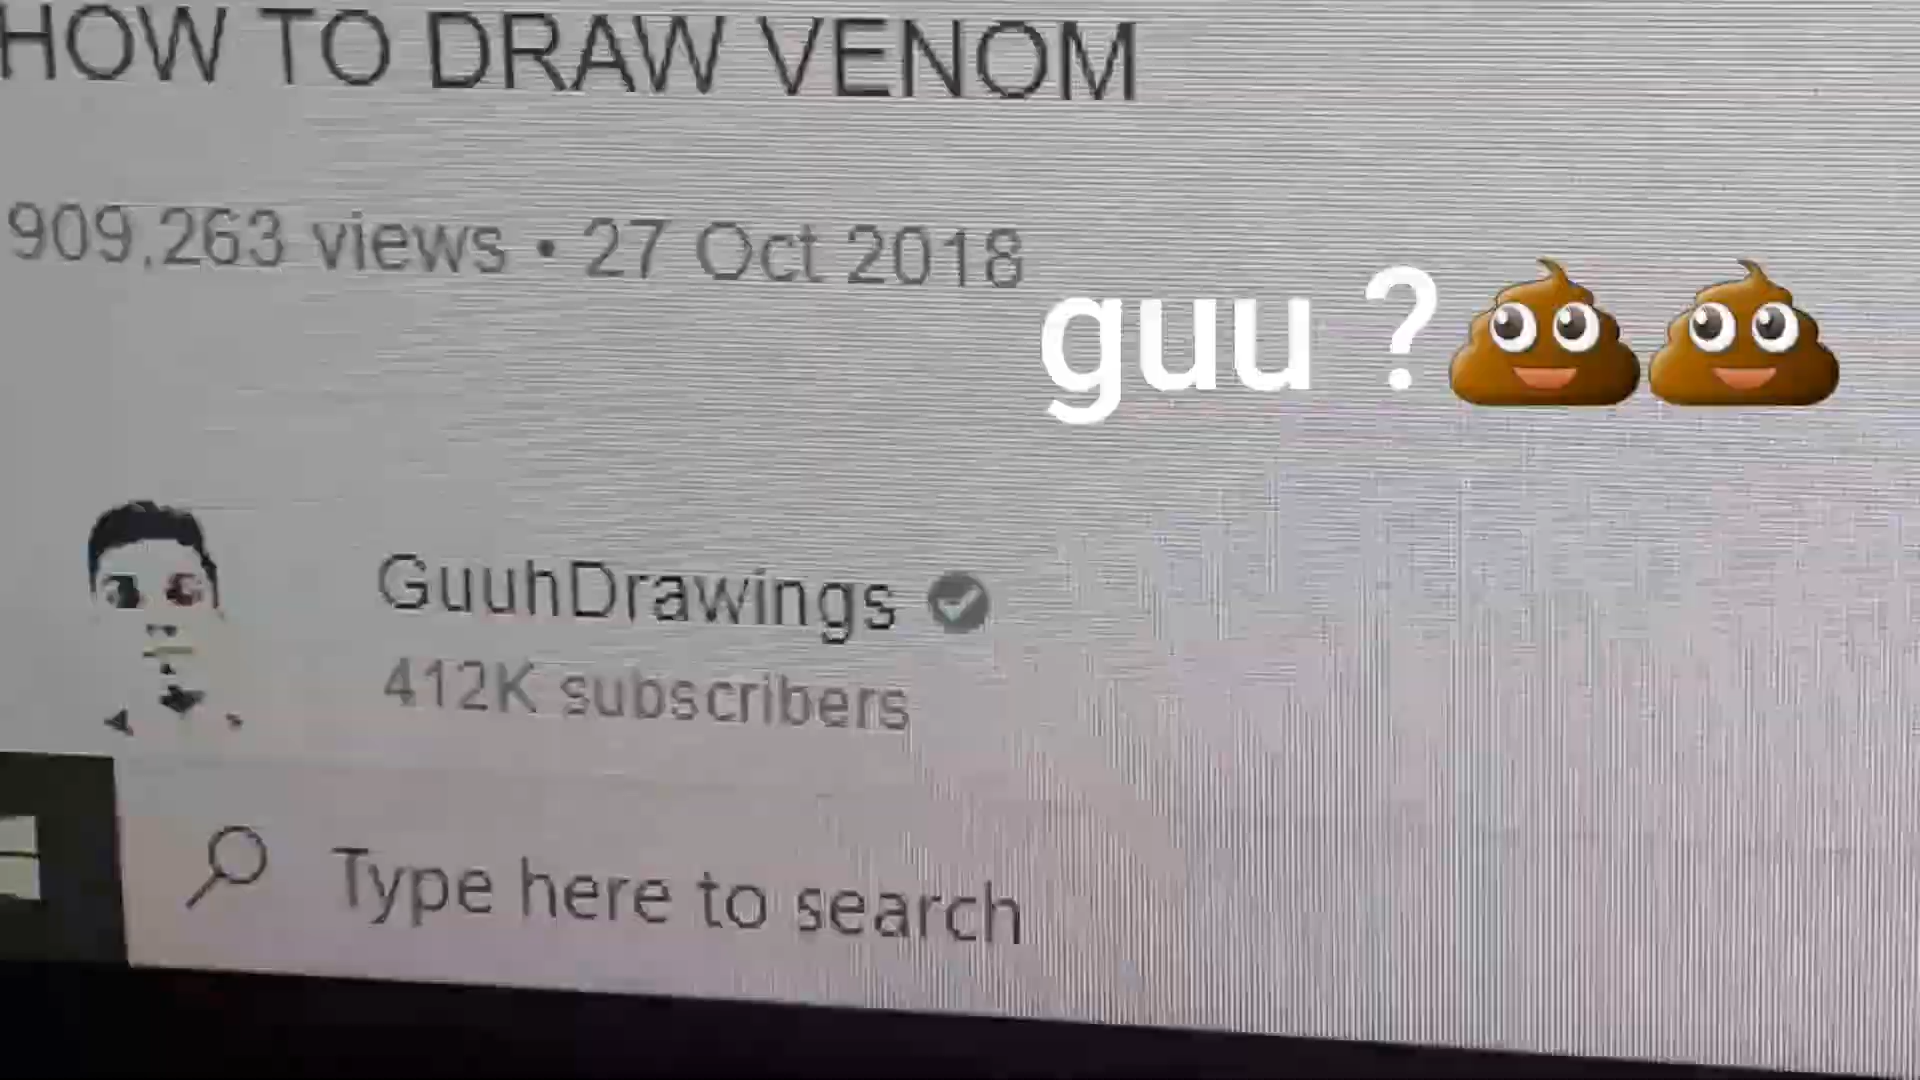 HOW TO DRAW VENOM
909,263 views • 27 Oct 2018
guu ?💩💩
GuuhDrawings
412K subscribers
Type here to search